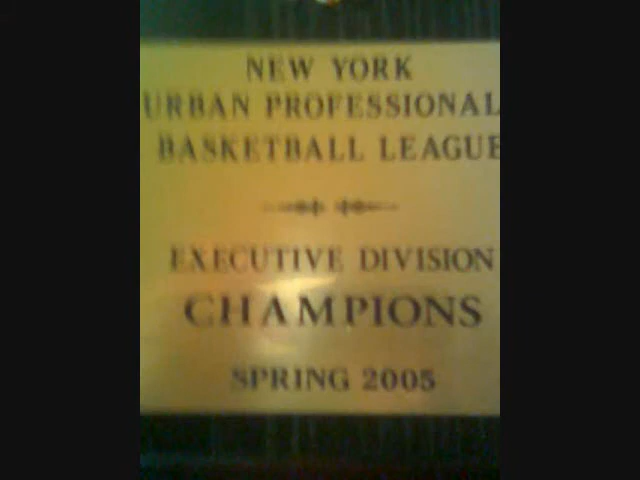 NEW YORK
URBAN PROFESSIONAL
BASKETBALL LEAGUE
EXECUTIVE DIVISION
CHAMPIONS
SPRING 2005